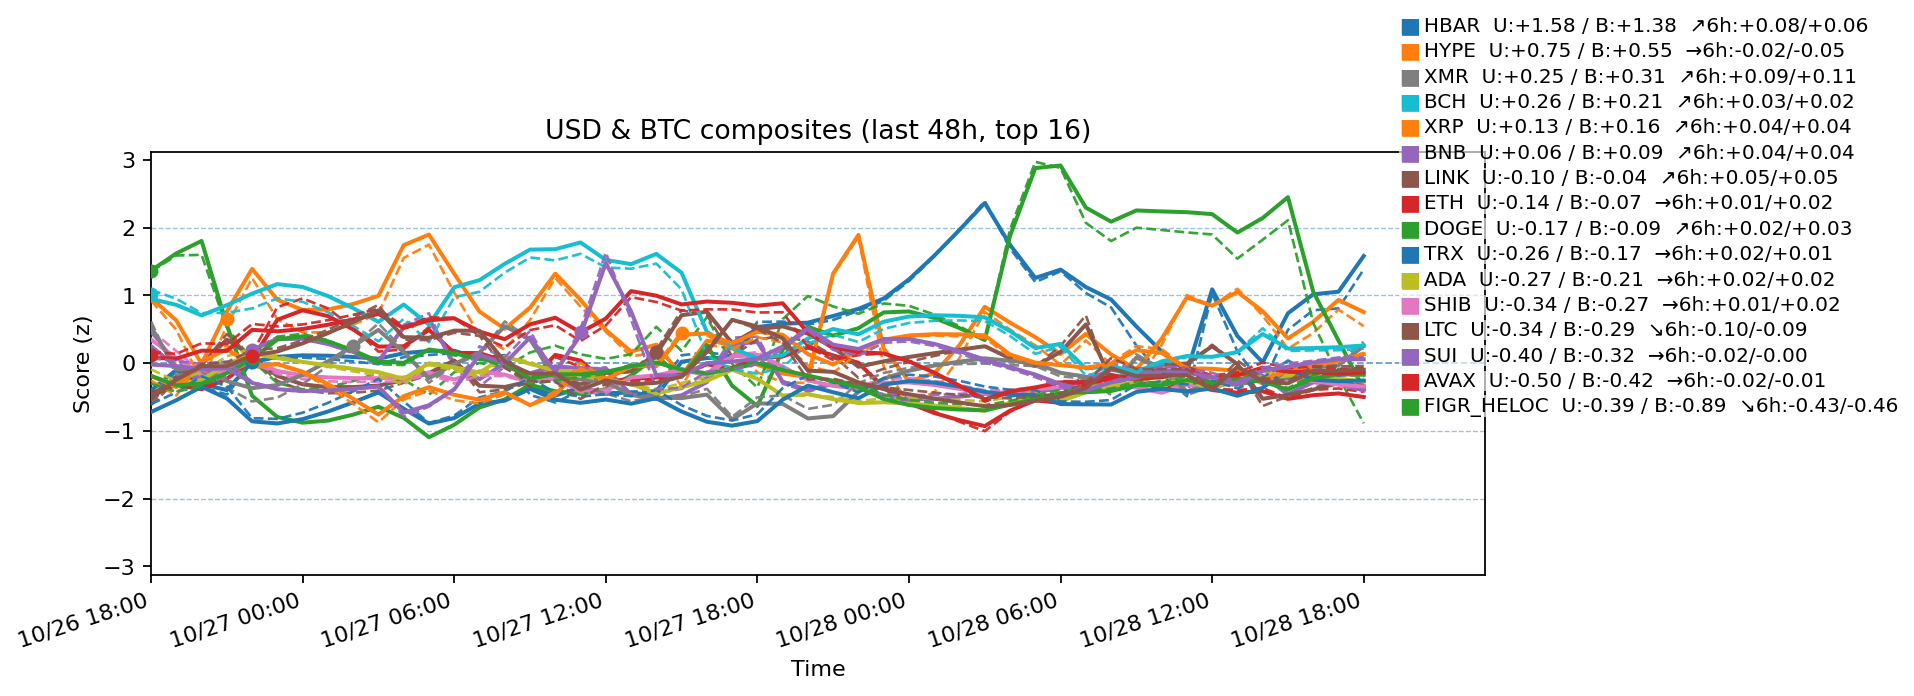 USD & BTC composites (last 48h, top 16)
HBAR U:+1.58 / B:+1.38 ↗6h:+0.08/+0.06
HYPE U:+0.75 / B:+0.55 →6h:-0.02/-0.05
XMR U:+0.25 / B:+0.31 ↗6h:+0.09/+0.11
BCH U:+0.26 / B:+0.21 ↗6h:+0.03/+0.02
XRP U:+0.13 / B:+0.16 ↗6h:+0.04/+0.04
BNB U:+0.06 / B:+0.09 ↗6h:+0.04/+0.04
LINK U:-0.10 / B:-0.04 ↗6h:+0.05/+0.05
ETH U:-0.14 / B:-0.07 →6h:+0.01/+0.02
DOGE U:-0.17 / B:-0.09 ↗6h:+0.02/+0.03
TRX U:-0.26 / B:-0.17 →6h:+0.02/+0.01
ADA U:-0.27 / B:-0.21 →6h:+0.02/+0.02
SHIB U:-0.34 / B:-0.27 →6h:+0.01/+0.02
LTC U:-0.34 / B:-0.29 ↘6h:-0.10/-0.09
SUI U:-0.40 / B:-0.32 →6h:-0.02/-0.00
AVAX U:-0.50 / B:-0.42 →6h:-0.02/-0.01
FIGR_HELOC U:-0.39 / B:-0.89 ↘6h:-0.43/-0.46
Score (z)
3
2
1
0
−1
−2
−3
10/26 18:00
10/27 00:00
10/27 06:00
10/27 12:00
10/27 18:00
10/28 00:00
10/28 06:00
10/28 12:00
10/28 18:00
Time